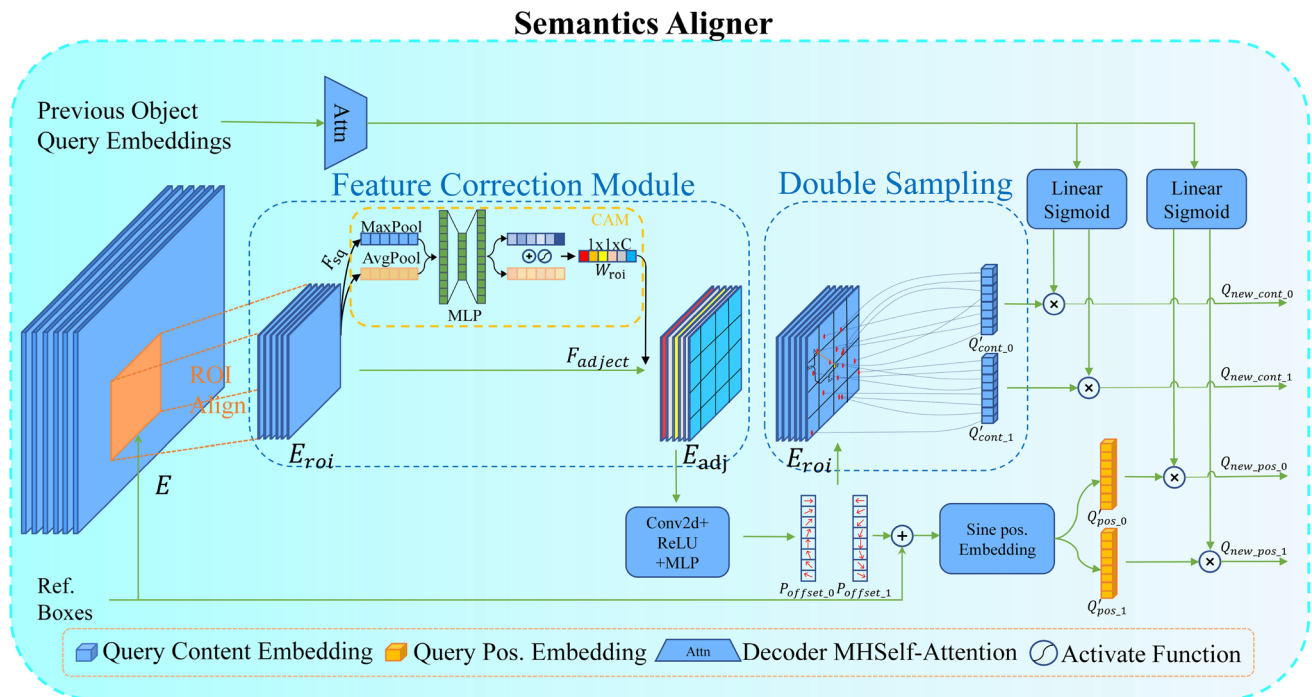 Semantics Aligner
Previous Object
Query Embeddings
Attn
Linear
Sigmoid
Linear
Sigmoid
Feature Correction Module
Double Sampling
CAM
MaxPool
F_sq
AvgPool
1x1xC
W_roi
MLP
Q_new_cont_0
Q'_cont_0
F_adject
ROI
Align
Q_new_cont_1
Q'_cont_1
E_roi
E_adj
E_roi
E
Q_new_pos_0
Q'_pos_0
Conv2d+
ReLU
+MLP
Sine pos.
Embedding
Q_new_pos_1
Q'_pos_1
P_offset_0 P_offset_1
Ref.
Boxes
Query Content Embedding Query Pos. Embedding Attn Decoder MHSelf-Attention Activate Function